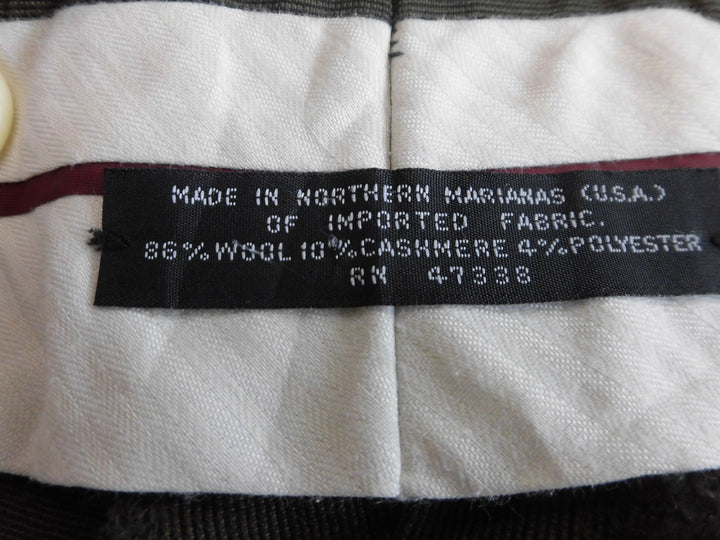 MADE IN NORTHERN MARIANAS (U.S.A.)
OF IMPORTED FABRIC.
86%WOOL 10%CASHMERE 4%POLYESTER
RN 47338